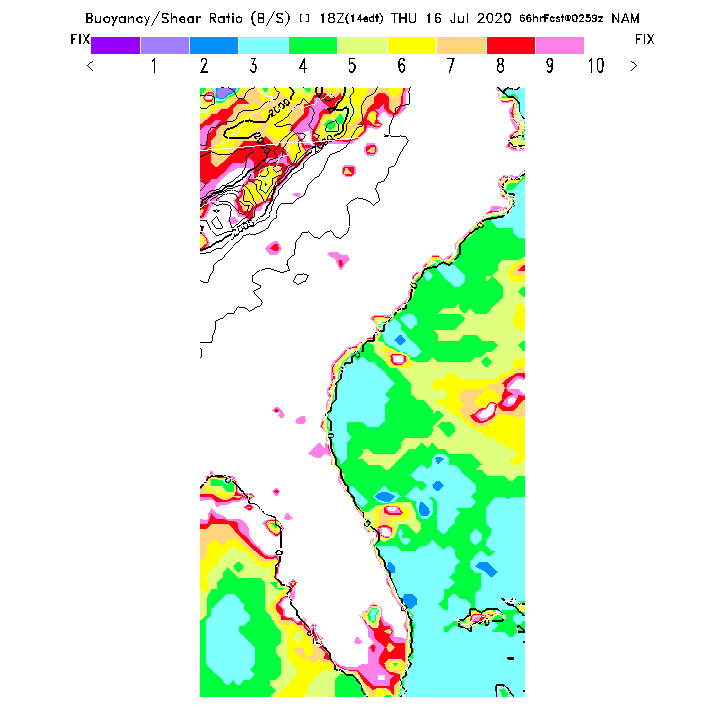 Buoyancy/Shear Ratio (B/S) [] 18Z(14edt) THU 16 Jul 2020 66hrFcst@0259z NAM
FIX FIX
< 1 2 3 4 5 6 7 8 9 10 >
2000